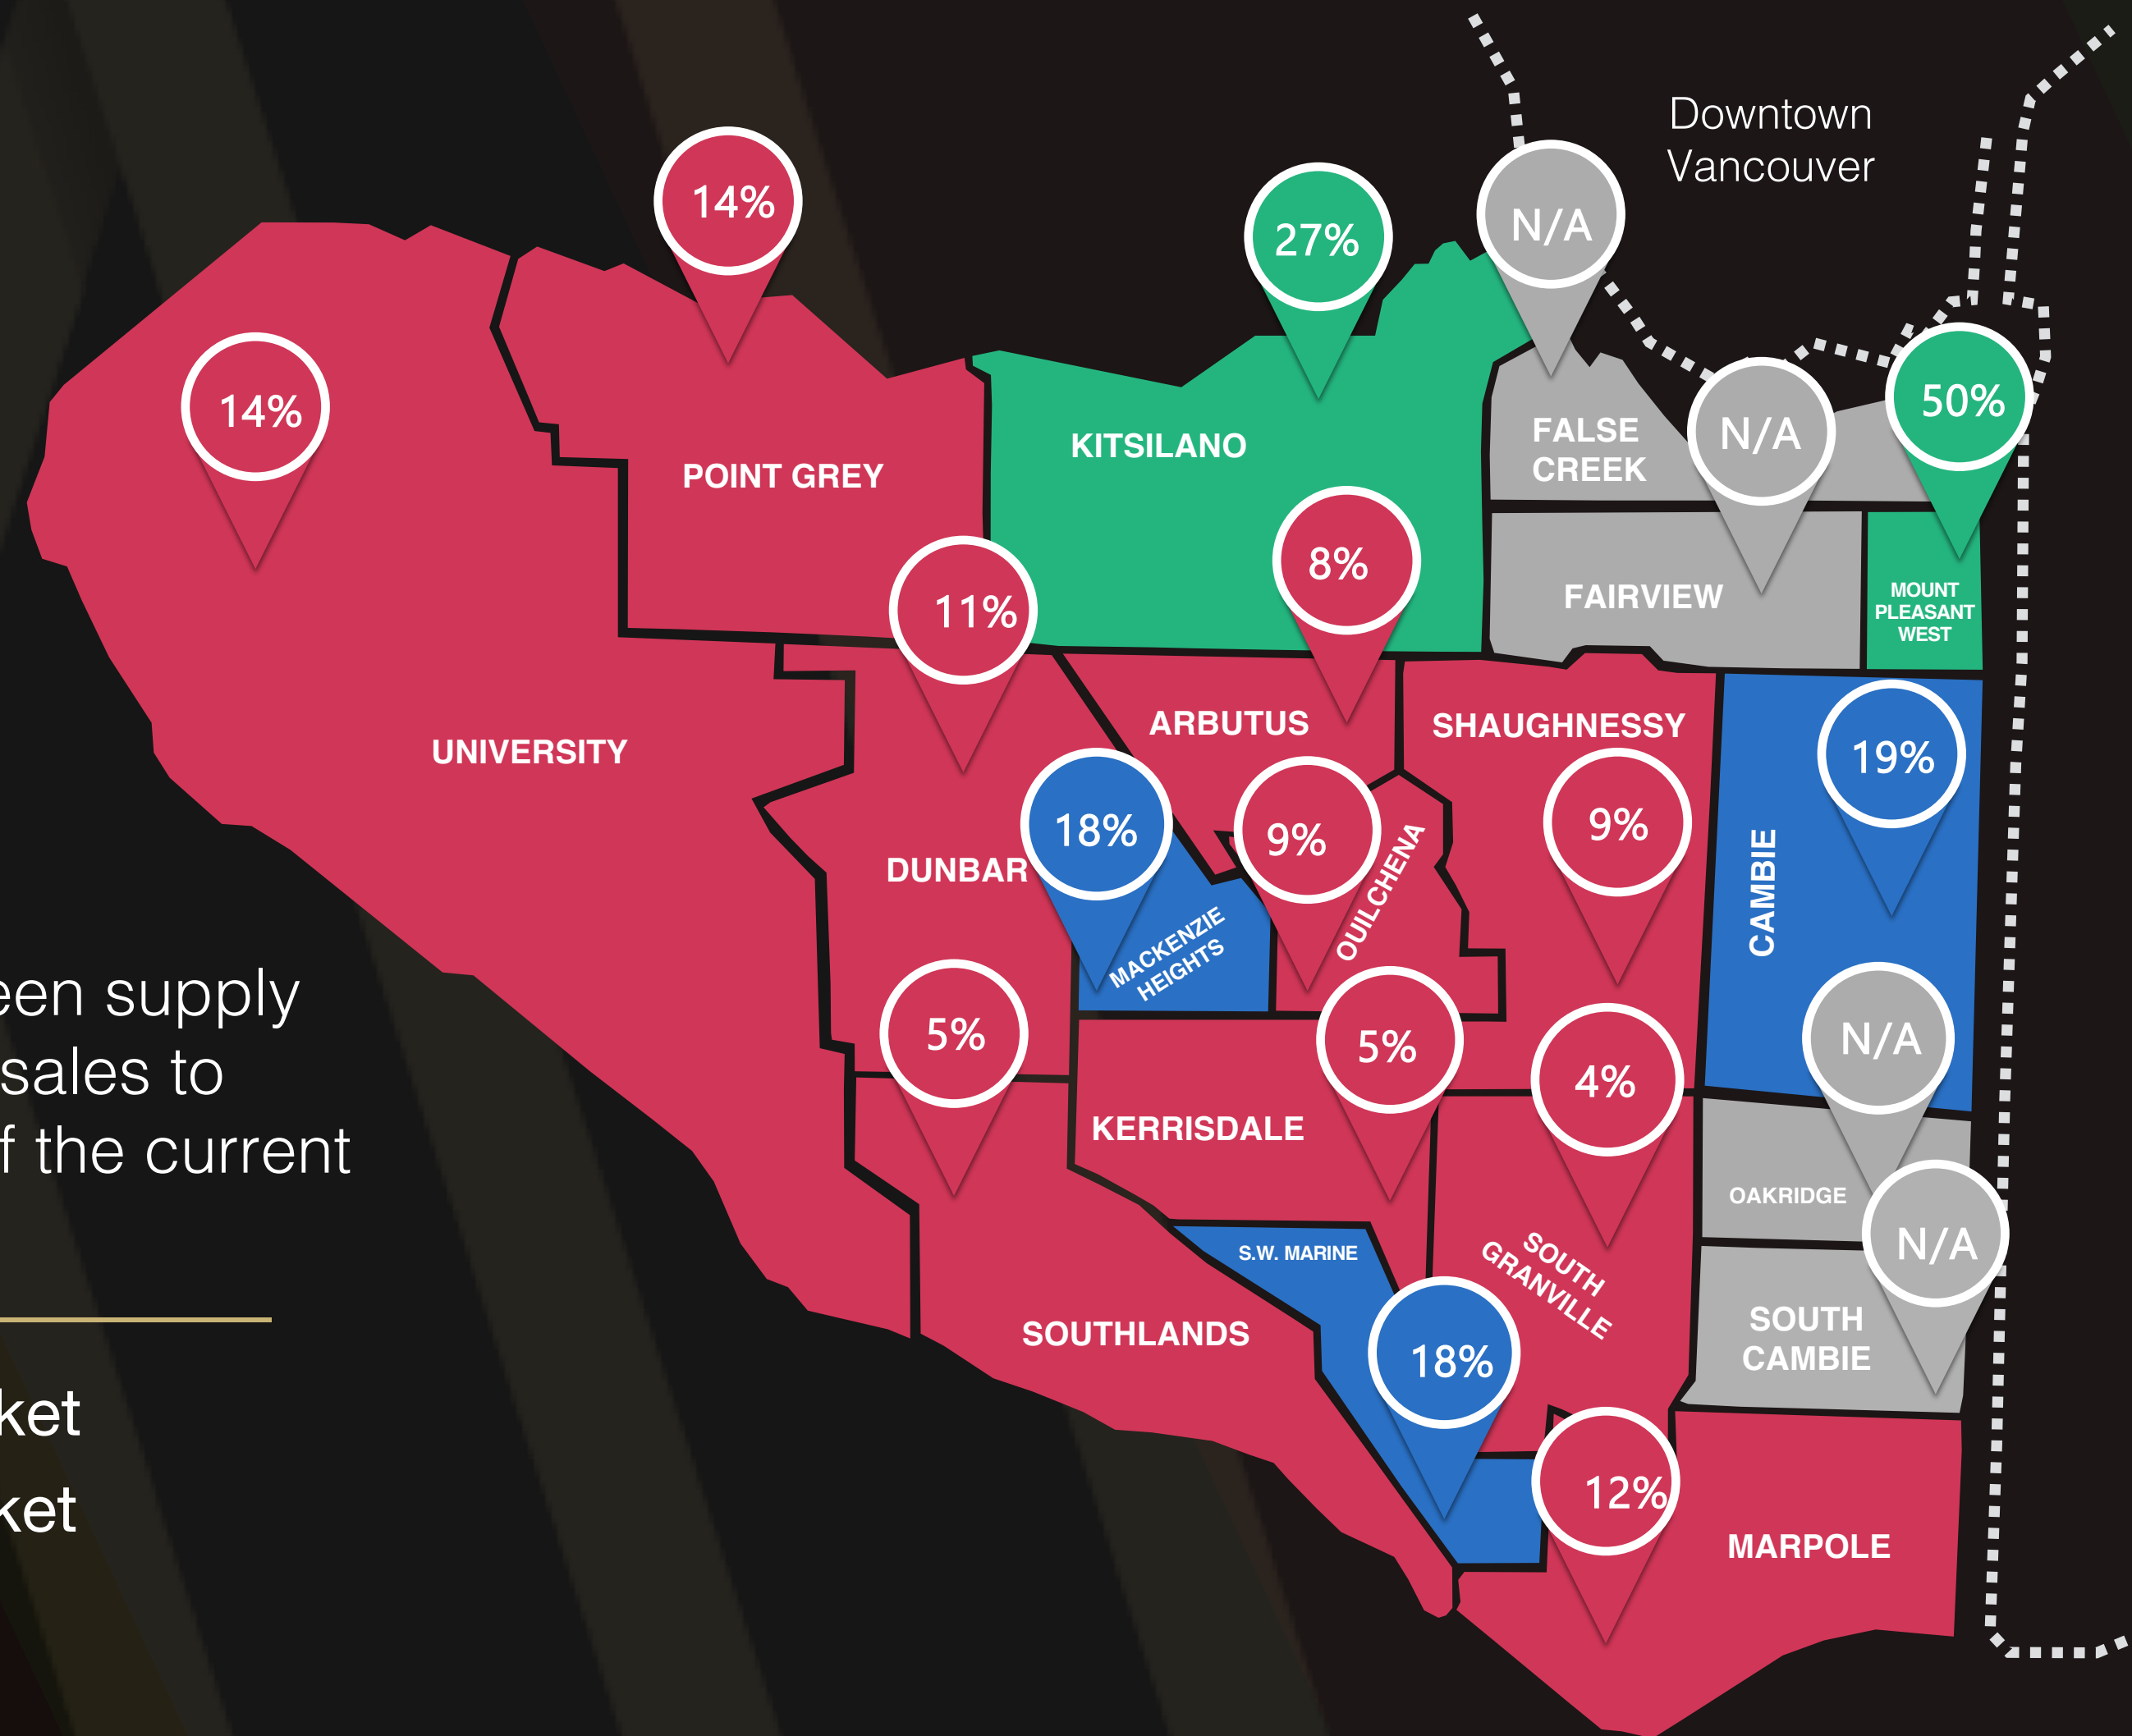 Downtown
Vancouver
14%
27%
N/A
14%
50%
N/A
FALSE
CREEK
KITSILANO
POINT GREY
8%
11%
FAIRVIEW
MOUNT
PLEASANT
WEST
ARBUTUS
SHAUGHNESSY
UNIVERSITY
19%
18%
9%
9%
DUNBAR
QUILCHENA
CAMBIE
MACKENZIE
HEIGHTS
een supply
sales to
f the current
5%
5%
4%
N/A
KERRISDALE
OAKRIDGE
S.W. MARINE
N/A
SOUTH
GRANVILLE
SOUTHLANDS
SOUTH
CAMBIE
18%
ket
ket
12%
MARPOLE